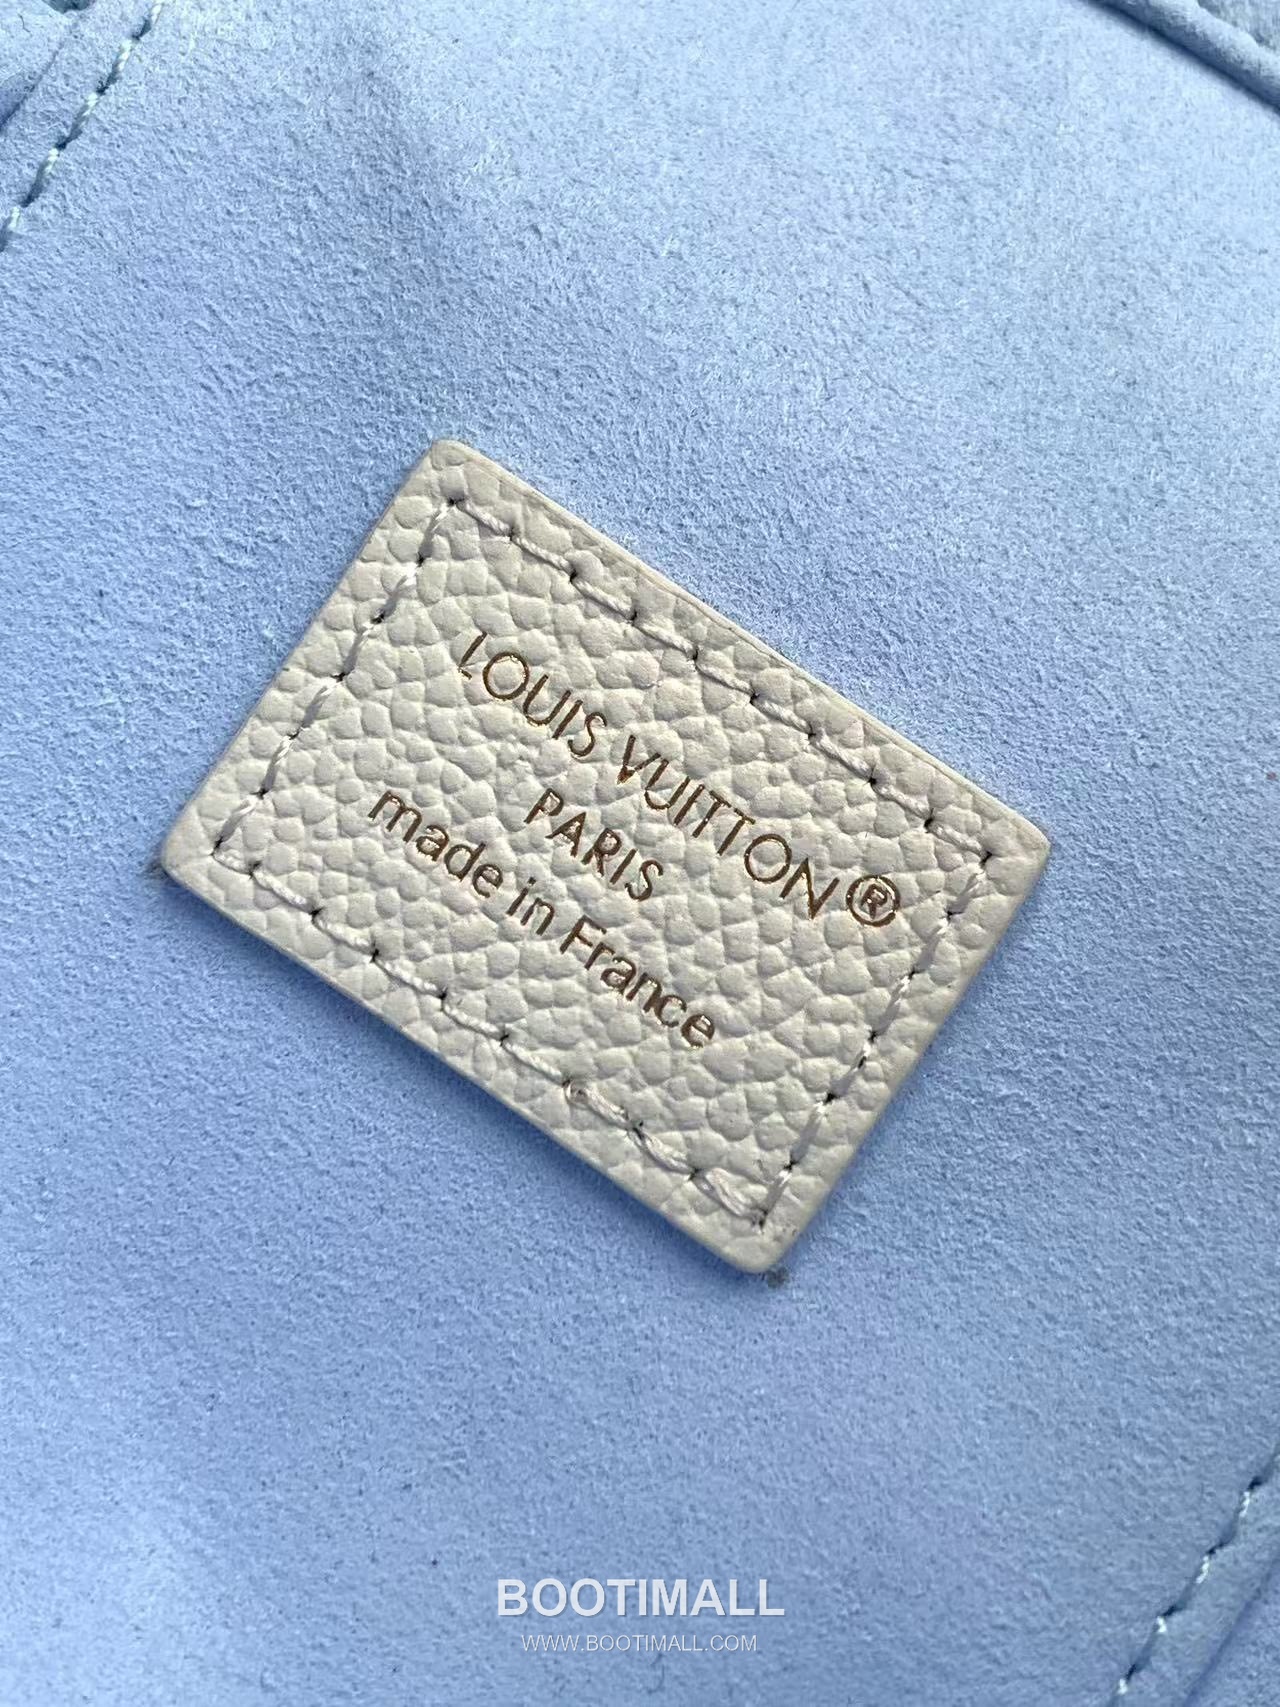 LOUIS VUITTON®
PARIS
made in France
BOOTIMALL
WWW.BOOTIMALL.COM